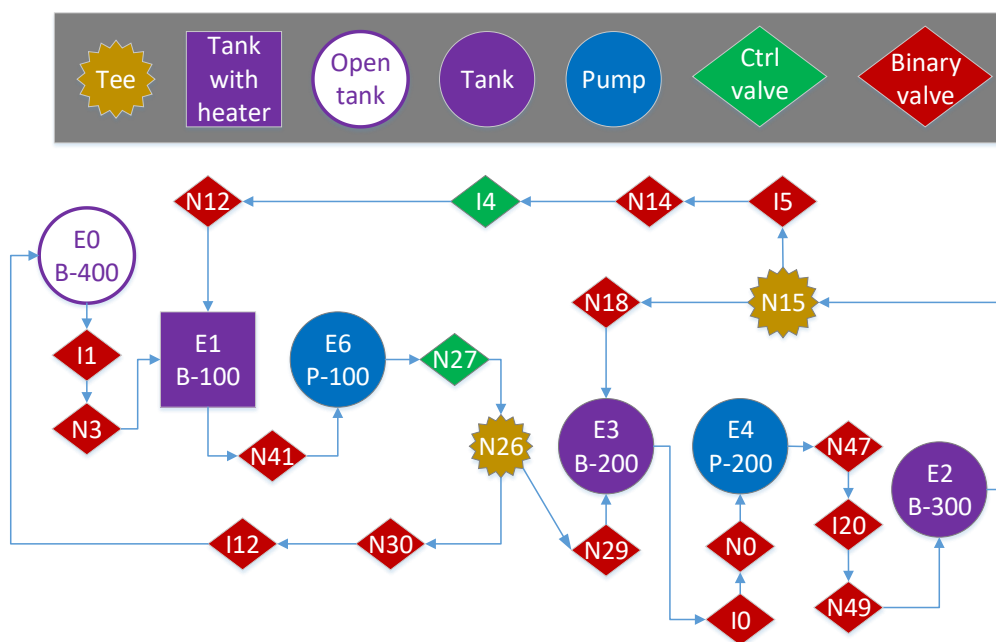 Tee
Tank
with
heater
Open
tank
Tank
Pump
Ctrl
valve
Binary
valve
N12
I4
N14
I5
E0
B-400
N18
N15
I1
E1
B-100
E6
P-100
N27
N3
N41
N26
E3
B-200
E4
P-200
N47
E2
B-300
I20
I12
N30
N29
N0
N49
I0